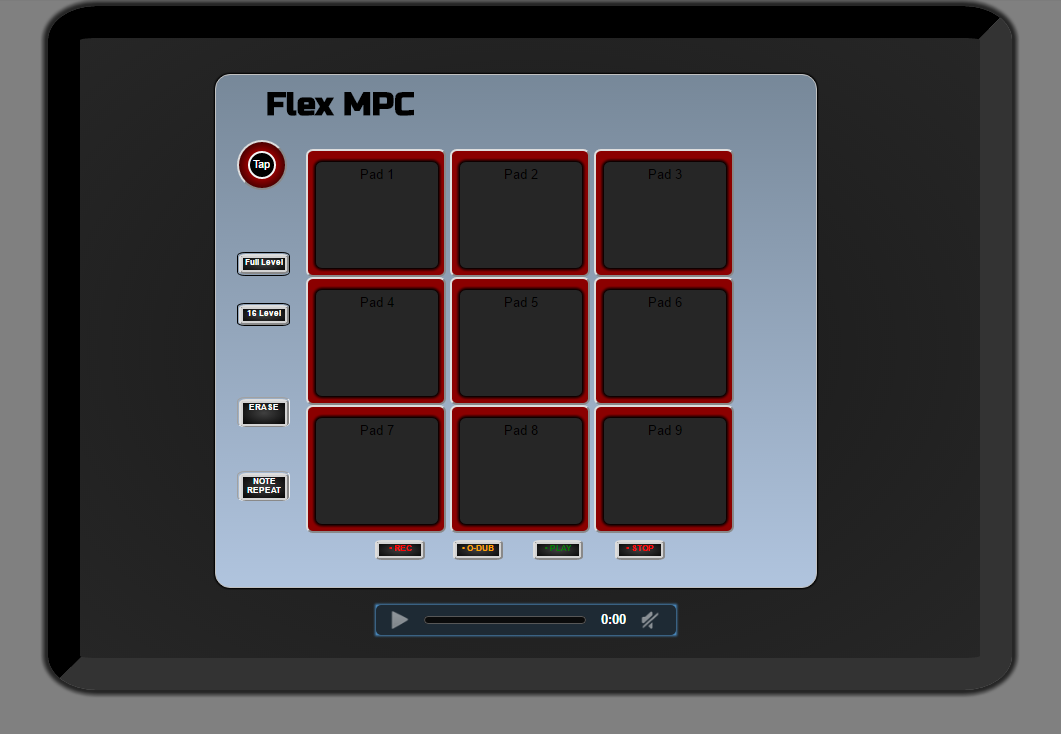 Flex MPC
Tap
Pad 1
Pad 2
Pad 3
Full Level
Pad 4
Pad 5
Pad 6
16 Level
ERASE
Pad 7
Pad 8
Pad 9
NOTE
REPEAT
• REC
• O-DUB
• PLAY
• STOP
0:00